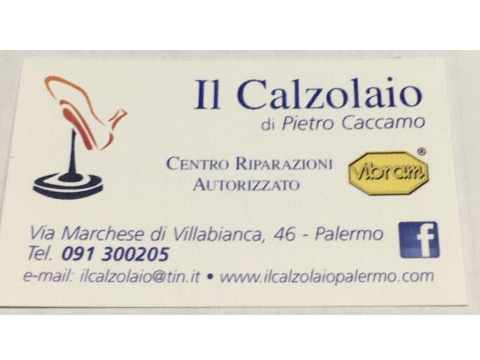 Il Calzolaio
di Pietro Caccamo
CENTRO RIPARAZIONI
AUTORIZZATO
vibram ®
Via Marchese di Villabianca, 46 - Palermo
Tel. 091 300205
f
e-mail: ilcalzolaio@tin.it • www.ilcalzolaiopalermo.com